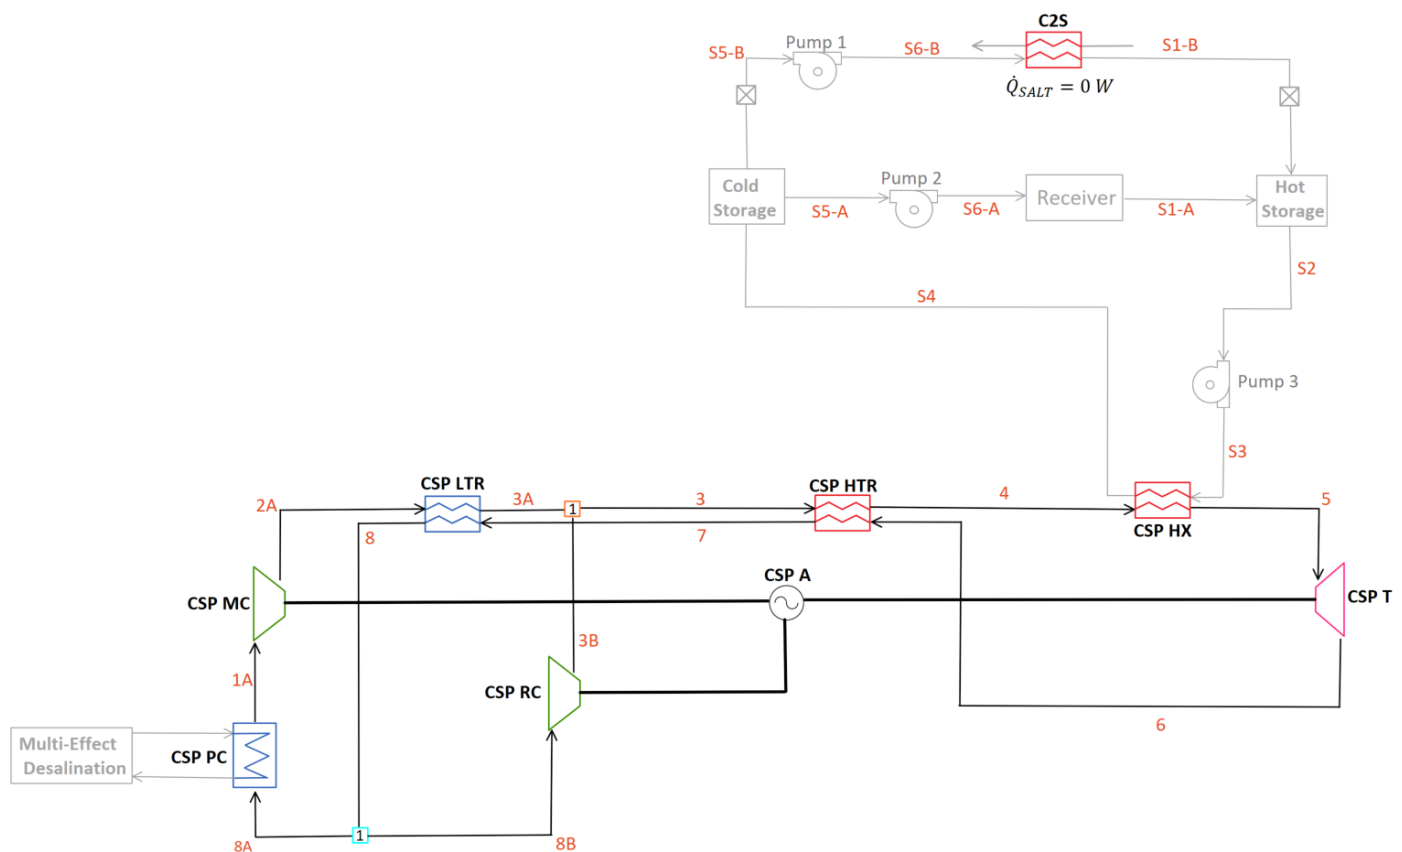 C2S
Pump 1
S5-B
S6-B
S1-B
Q̇SALT = 0 W
Cold
Storage
Pump 2
Receiver
Hot
Storage
S5-A
S6-A
S1-A
S2
S4
Pump 3
S3
CSP LTR
CSP HTR
2A
3A
1
3
4
5
CSP HX
8
7
CSP A
CSP MC
CSP T
3B
1A
CSP RC
6
Multi-Effect
Desalination
CSP PC
1
8A
8B